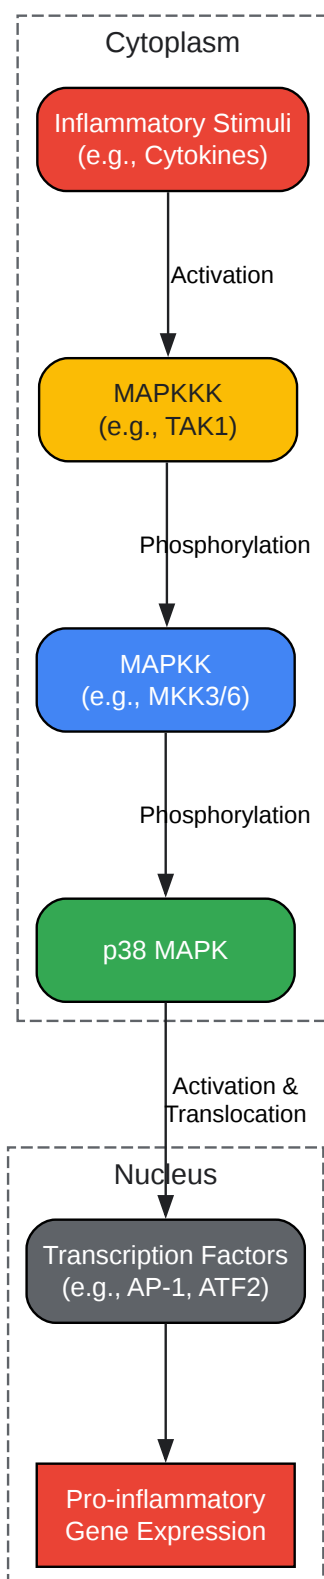 Cytoplasm
Inflammatory Stimuli
(e.g., Cytokines)
Activation
MAPKKK
(e.g., TAK1)
Phosphorylation
MAPKK
(e.g., MKK3/6)
Phosphorylation
p38 MAPK
Activation &
Translocation
Nucleus
Transcription Factors
(e.g., AP-1, ATF2)
Pro-inflammatory
Gene Expression